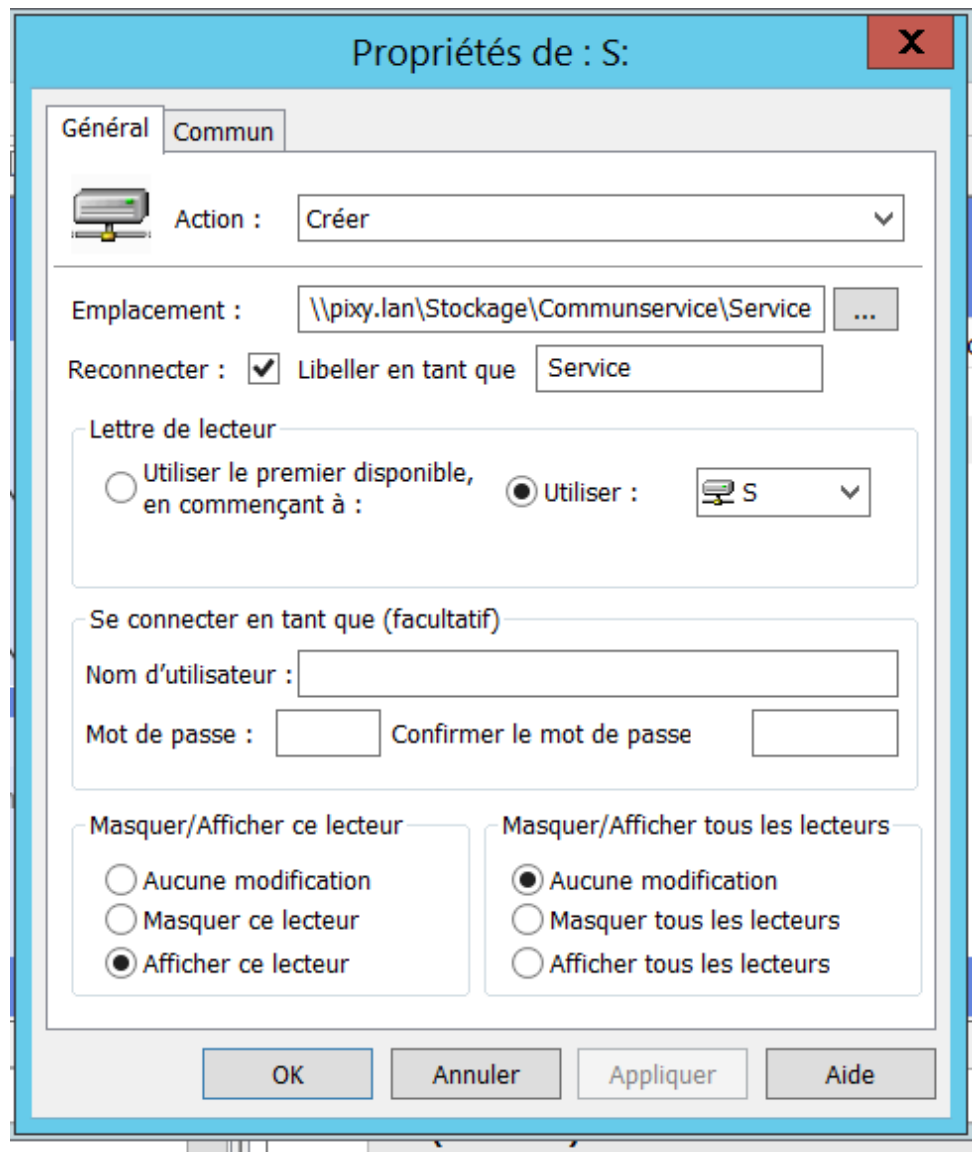 Propriétés de : S:
Général
Commun
Action :
Créer
Emplacement :
\\pixy.lan\Stockage\Communservice\Service
...
Reconnecter :
Libeller en tant que
Service
Lettre de lecteur
Utiliser le premier disponible,
en commençant à :
Utiliser :
S
Se connecter en tant que (facultatif)
Nom d'utilisateur :
Mot de passe :
Confirmer le mot de passe
Masquer/Afficher ce lecteur
Aucune modification
Masquer ce lecteur
Afficher ce lecteur
Masquer/Afficher tous les lecteurs
Aucune modification
Masquer tous les lecteurs
Afficher tous les lecteurs
OK
Annuler
Appliquer
Aide